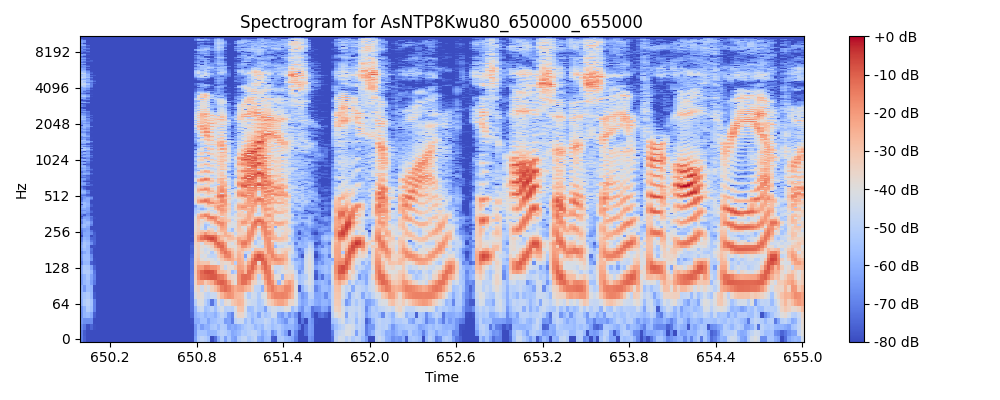 Spectrogram for AsNTP8Kwu80_650000_655000
Hz
8192
4096
2048
1024
512
256
128
64
0
650.2 650.8 651.4 652.0 652.6 653.2 653.8 654.4 655.0
Time
+0 dB
-10 dB
-20 dB
-30 dB
-40 dB
-50 dB
-60 dB
-70 dB
-80 dB